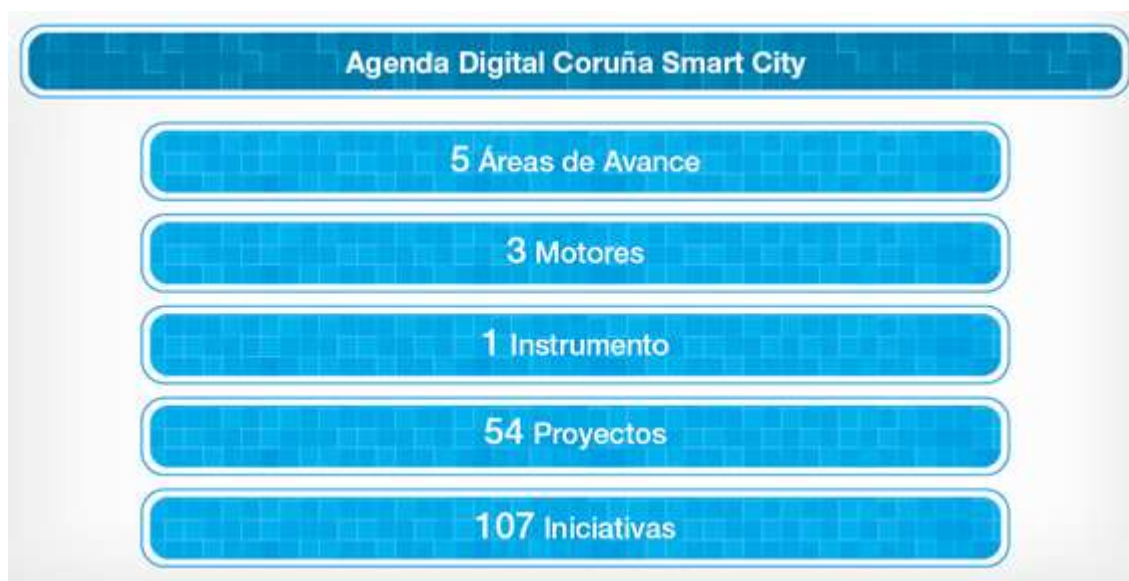 Agenda Digital Coruña Smart City
5 Áreas de Avance
3 Motores
1 Instrumento
54 Proyectos
107 Iniciativas